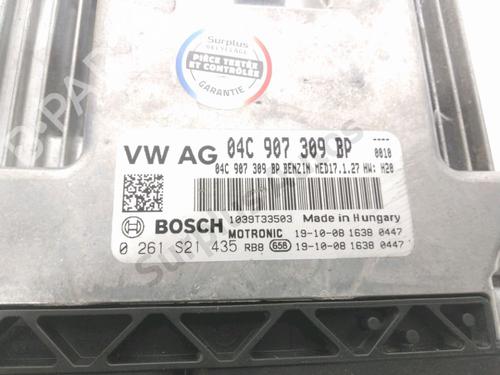 Surplus
RECYCLAGE
PIÈCE TESTÉE
ET CONTRÔLÉE
GARANTIE
VW AG 04C 907 309 BP ----
04C 907 309 BP BENZIN MED17.1.27 HW: H20 0010
BOSCH 1039T33503 Made in Hungary
MOTRONIC 19-10-08 1638 0447
0 261 S21 435 RB8 G58 19-10-08 1638 0447